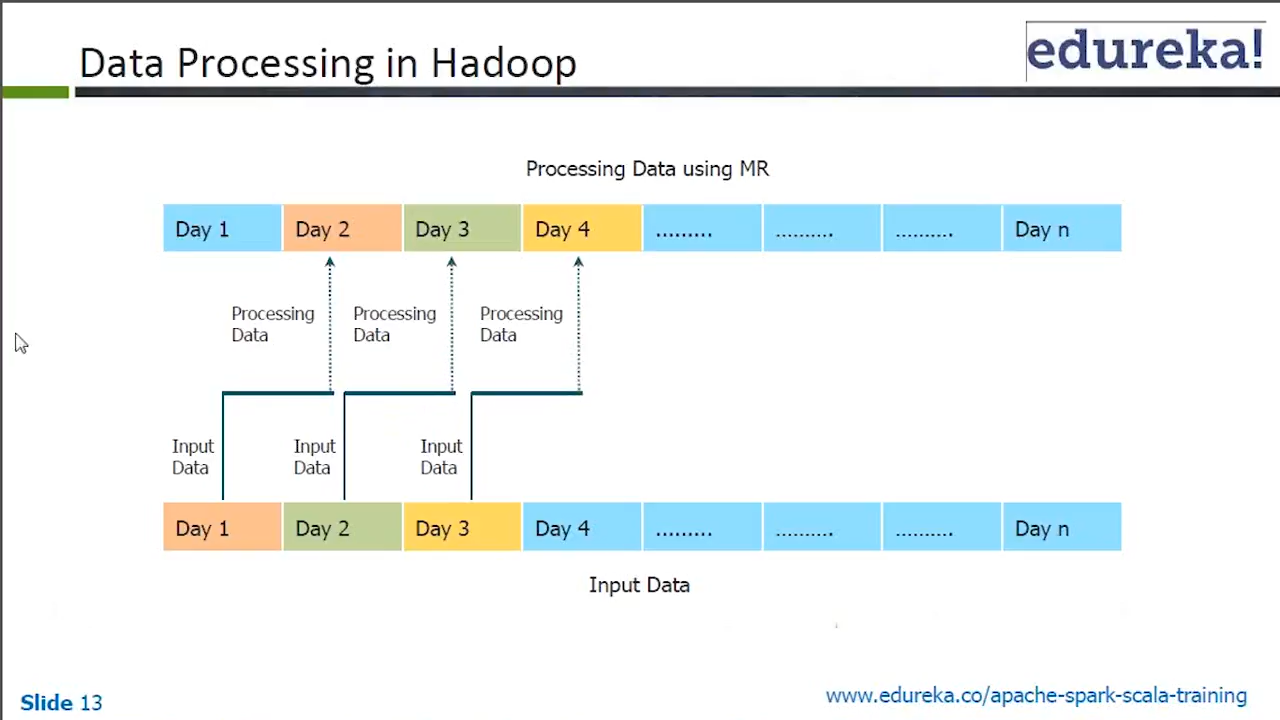 Data Processing in Hadoop
edureka!
Processing Data using MR
Day 1 Day 2 Day 3 Day 4 ......... ......... ......... Day n
Processing Processing Processing
Data Data Data
Input Input Input
Data Data Data
Day 1 Day 2 Day 3 Day 4 ......... ......... ......... Day n
Input Data
Slide 13
www.edureka.co/apache-spark-scala-training